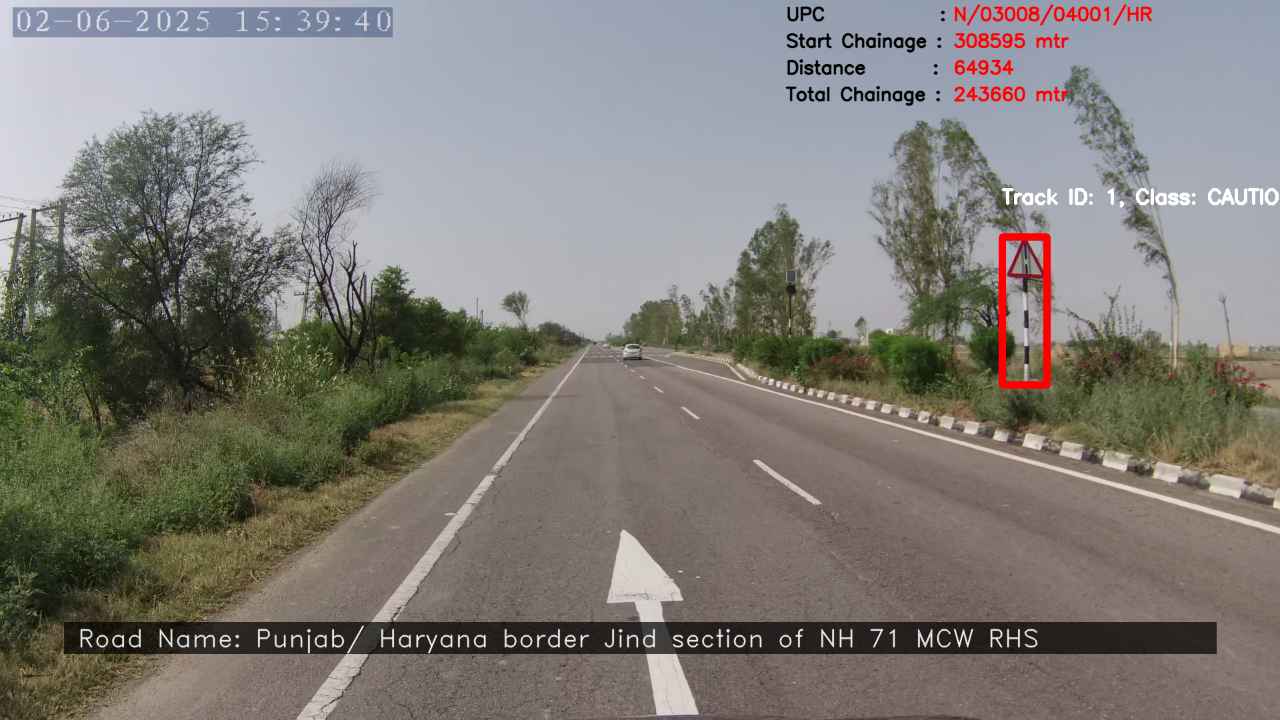 02-06-2025 15:39:40
UPC : N/03008/04001/HR
Start Chainage : 308595 mtr
Distance : 64934
Total Chainage : 243660 mtr
Track ID: 1, Class: CAUTIO
Road Name: Punjab/ Haryana border Jind section of NH 71 MCW RHS